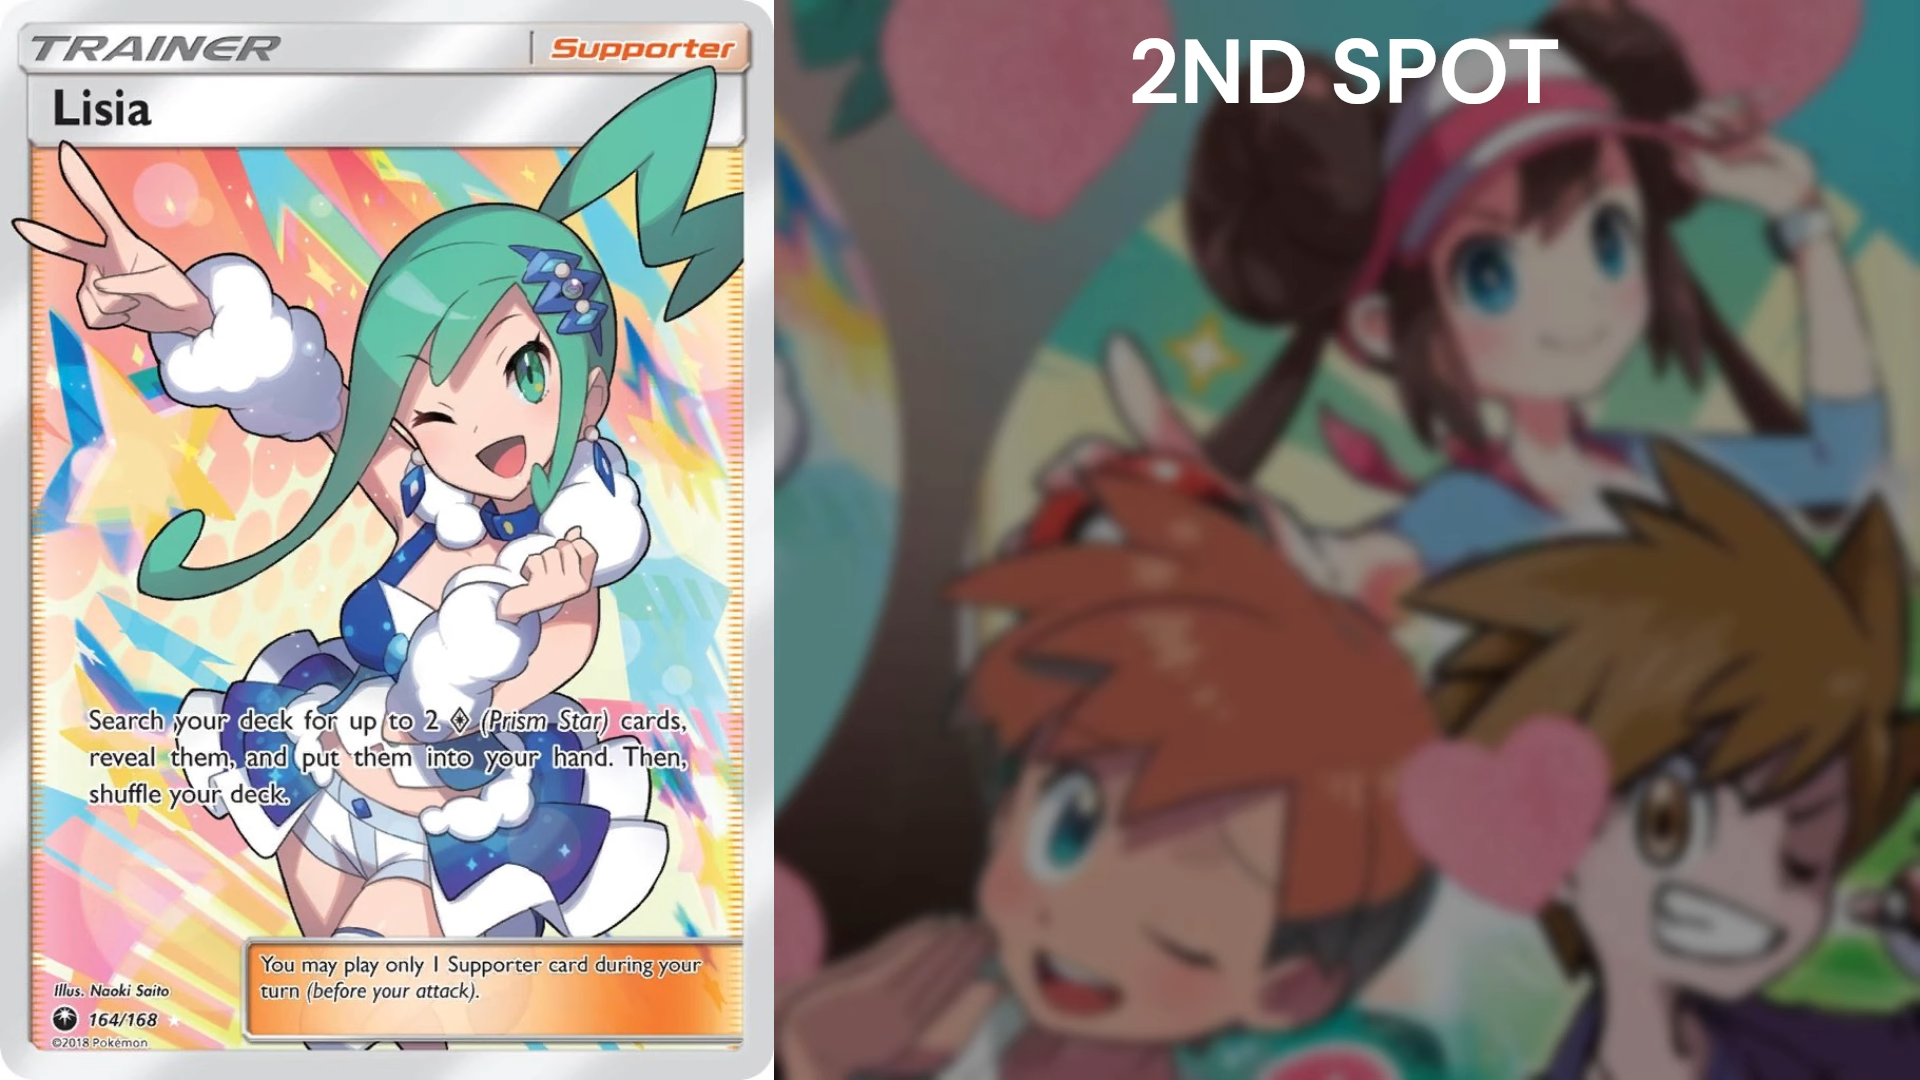 TRAINER
Supporter
Lisia
Search your deck for up to 2 ◈ (Prism Star) cards,
reveal them, and put them into your hand. Then,
shuffle your deck.
You may play only 1 Supporter card during your
turn (before your attack).
Illus. Naoki Saito
164/168
©2018 Pokémon
2ND SPOT